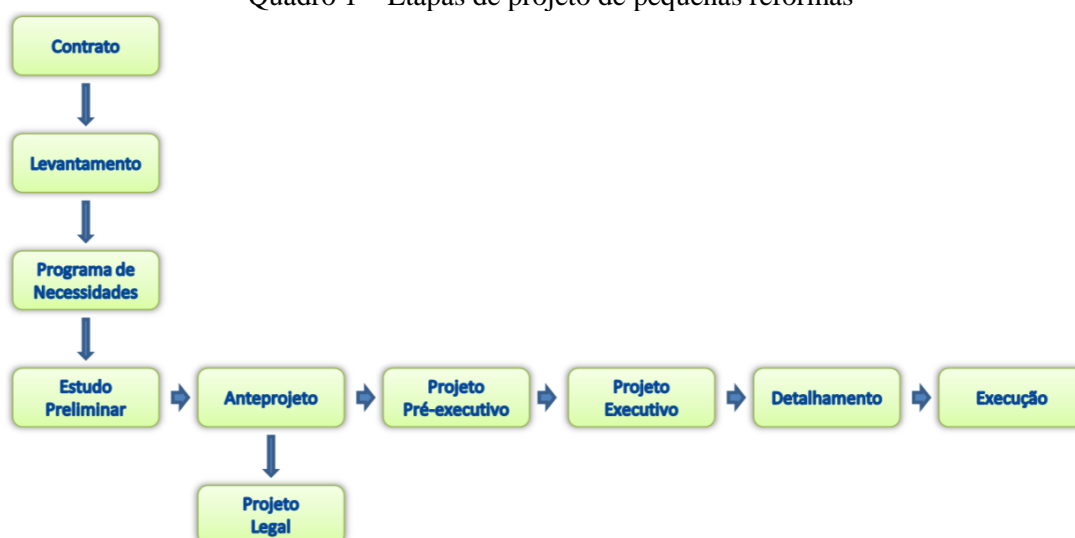 Quadro 1 – Etapas de projeto de pequenas reformas
Contrato
Levantamento
Programa de
Necessidades
Estudo
Preliminar
Anteprojeto
Projeto
Pré-executivo
Projeto
Executivo
Detalhamento
Execução
Projeto
Legal